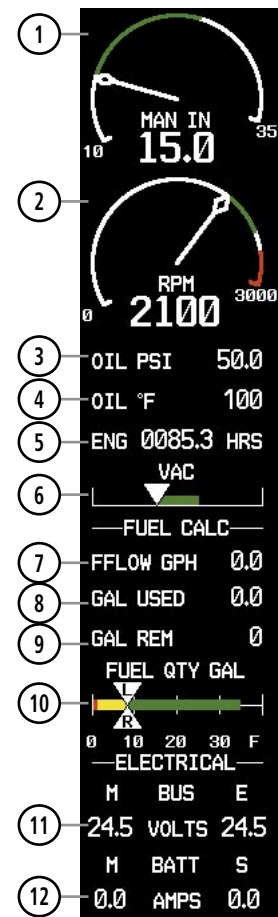 1
MAN IN
10 35
15.0
2
RPM
0 3000
2100
3 OIL PSI 50.0
4 OIL °F 100
5 ENG 0085.3 HRS
VAC
6
FUEL CALC
7 FFLOW GPH 0.0
8 GAL USED 0.0
9 GAL REM 0
FUEL QTY GAL
L
10
R
0 10 20 30 F
ELECTRICAL
M BUS E
11 24.5 VOLTS 24.5
M BATT S
12 0.0 AMPS 0.0